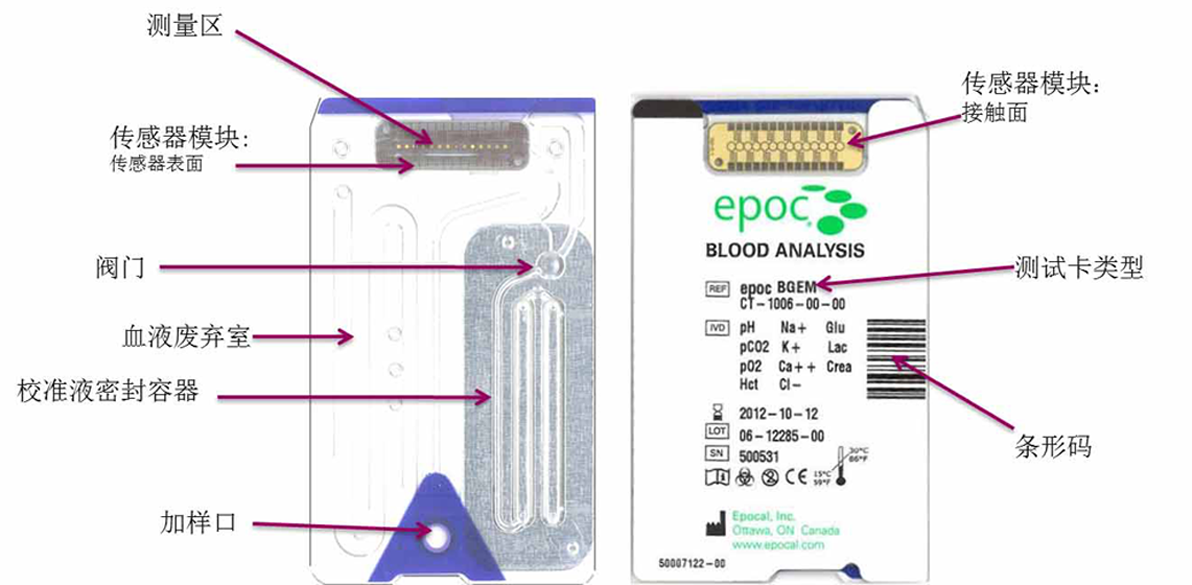 测量区
传感器模块:
传感器表面
阀门
血液废弃室
校准液密封容器
加样口
传感器模块:
接触面
epoc
BLOOD ANALYSIS
测试卡类型
REF epoc BGEM
CT-1006-00-00
IVD pH Na+ Glu
pCO2 K+ Lac
pO2 Ca++ Crea
Hct Cl-
条形码
2012-10-12
LOT 06-12285-00
SN 500531
CE 15°C 59°F 30°C 86°F
Epocal, Inc.
Ottawa, ON Canada
www.epocal.com
50007122-00